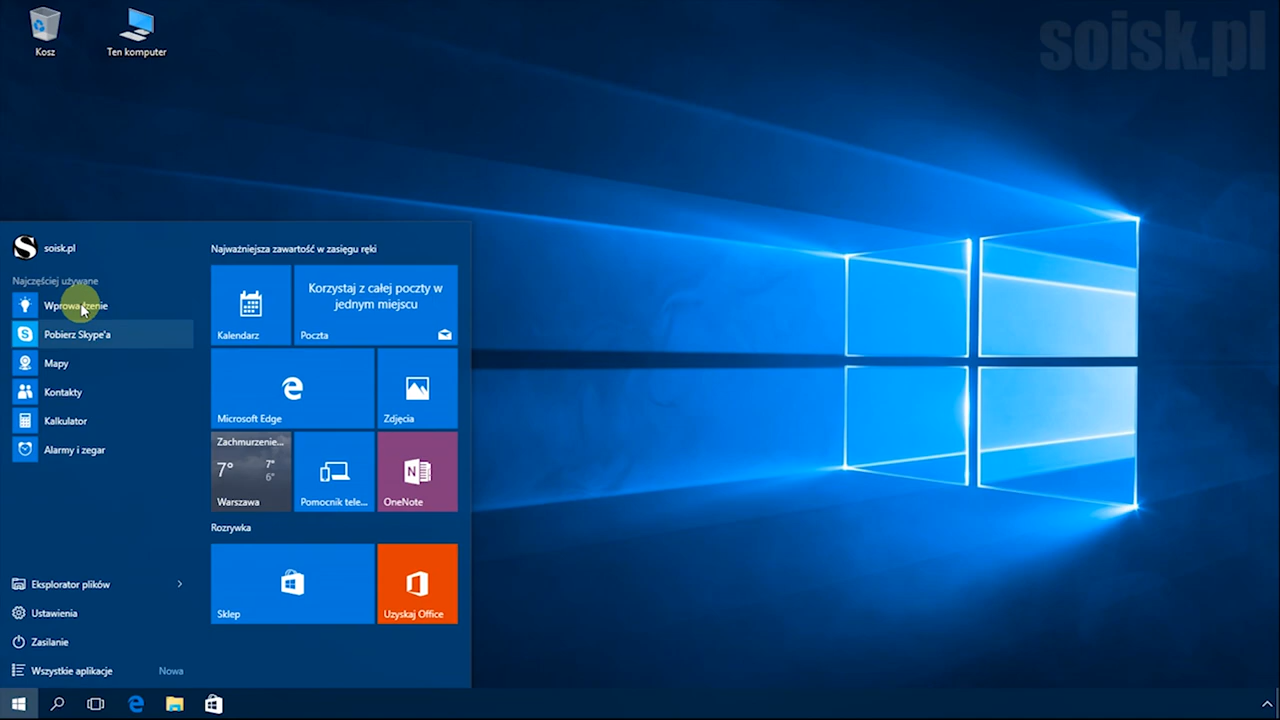 soisk.pl
Kosz
Ten komputer
soisk.pl
Najczęściej używane
Wprowadzenie
Pobierz Skype'a
Mapy
Kontakty
Kalkulator
Alarmy i zegar
Eksplorator plików
Ustawienia
Zasilanie
Wszystkie aplikacje
Nowa
Najważniejsza zawartość w zasięgu ręki
Kalendarz
Korzystaj z całej poczty w
jednym miejscu
Poczta
Microsoft Edge
Zdjęcia
Zachmurzenie...
7°
7°
6°
Warszawa
Pomocnik tele...
OneNote
Rozrywka
Sklep
Uzyskaj Office